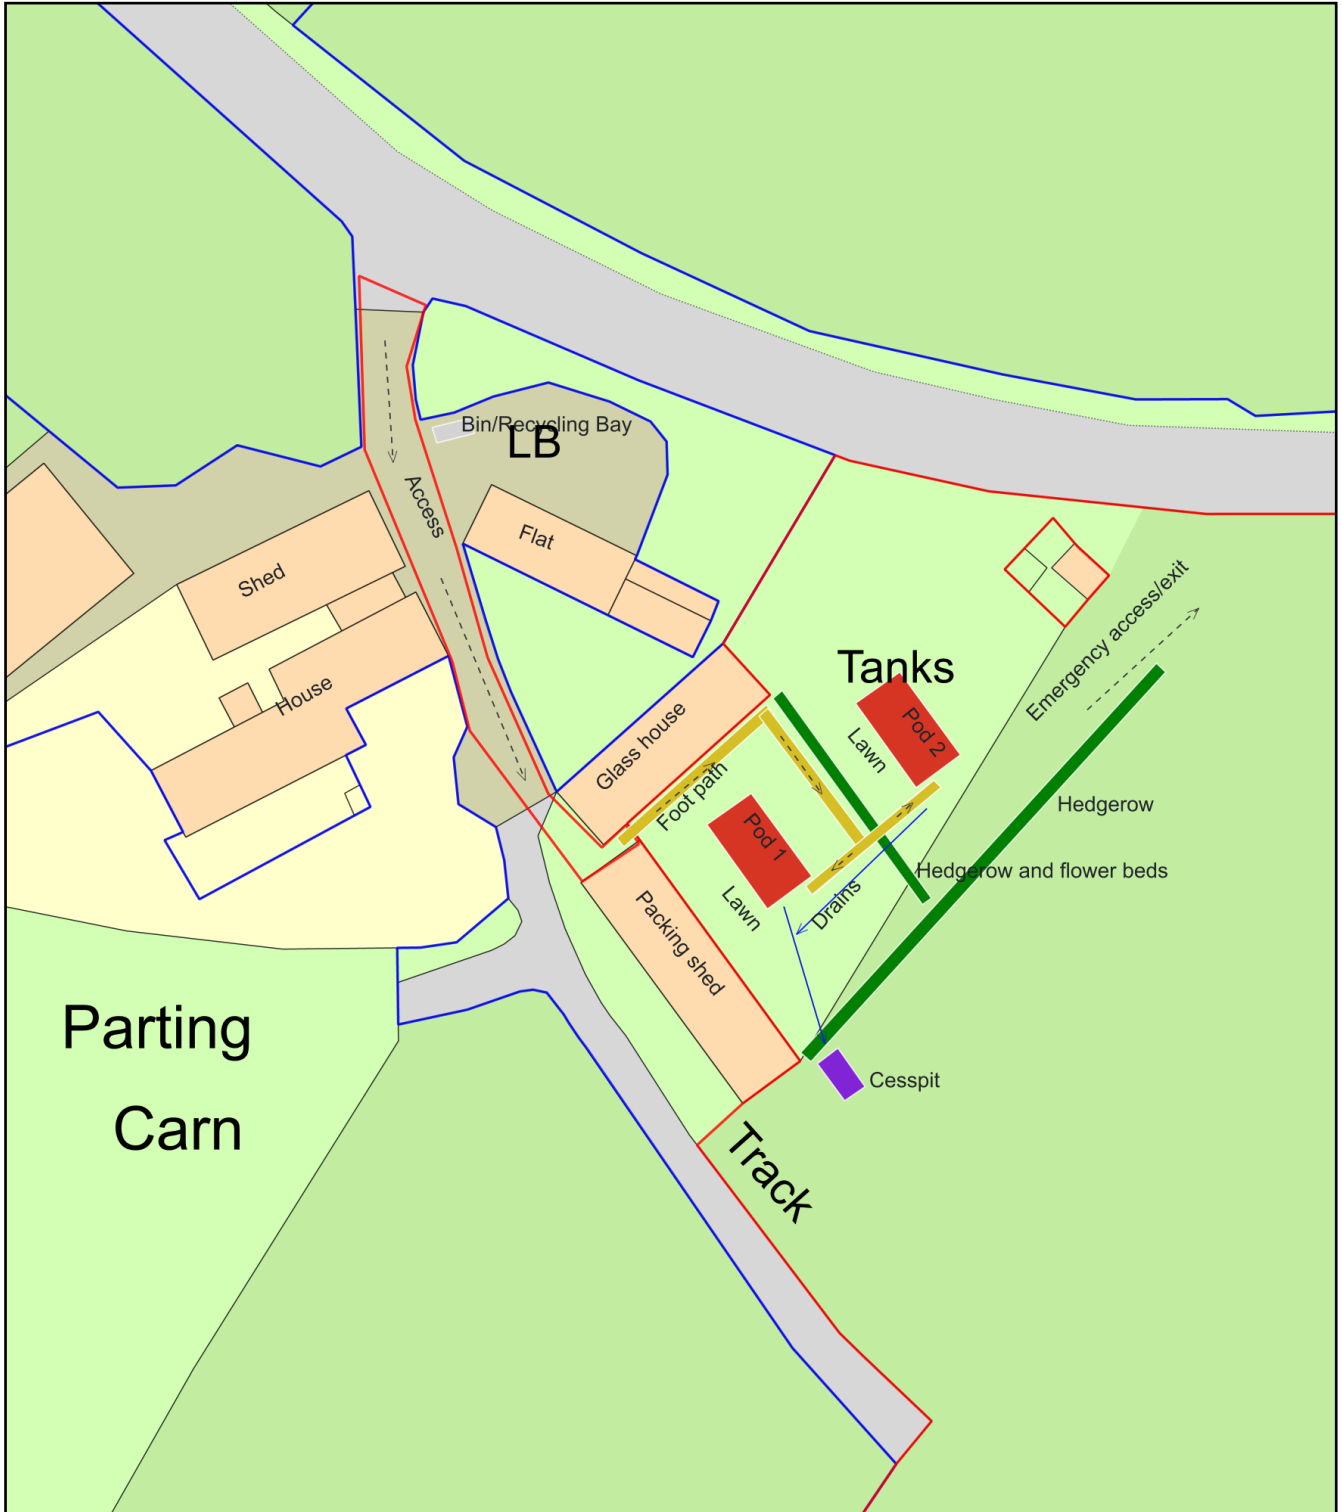 Bin/Recycling Bay
LB
Access
Flat
Shed
House
Emergency access/exit
Tanks
Glass house
Pod 2
Lawn
Foot path
Hedgerow
Pod 1
Hedgerow and flower beds
Lawn
Drains
Packing shed
Parting
Carn
Cesspit
Track